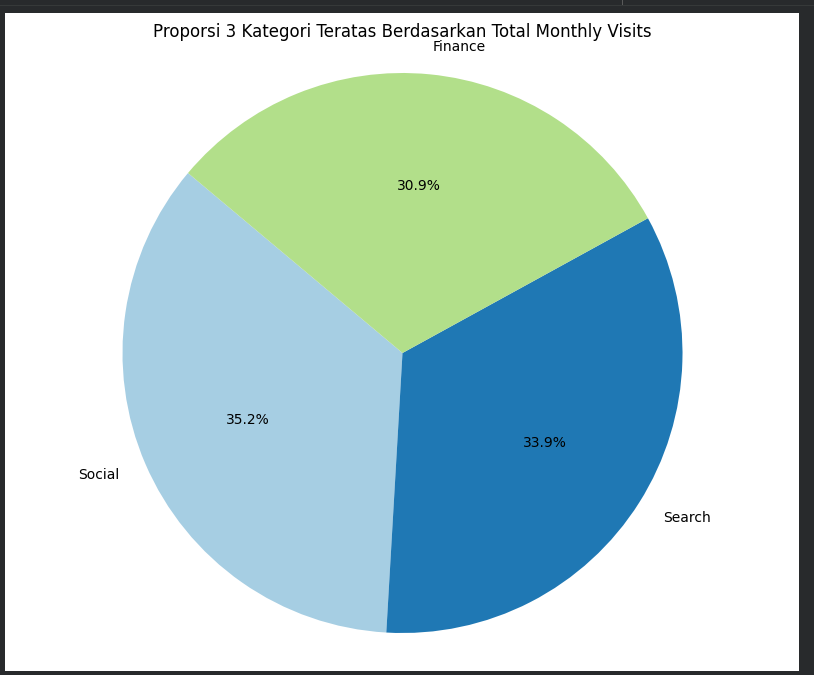 Proporsi 3 Kategori Teratas Berdasarkan Total Monthly Visits
Finance
30.9%
35.2%
33.9%
Social
Search